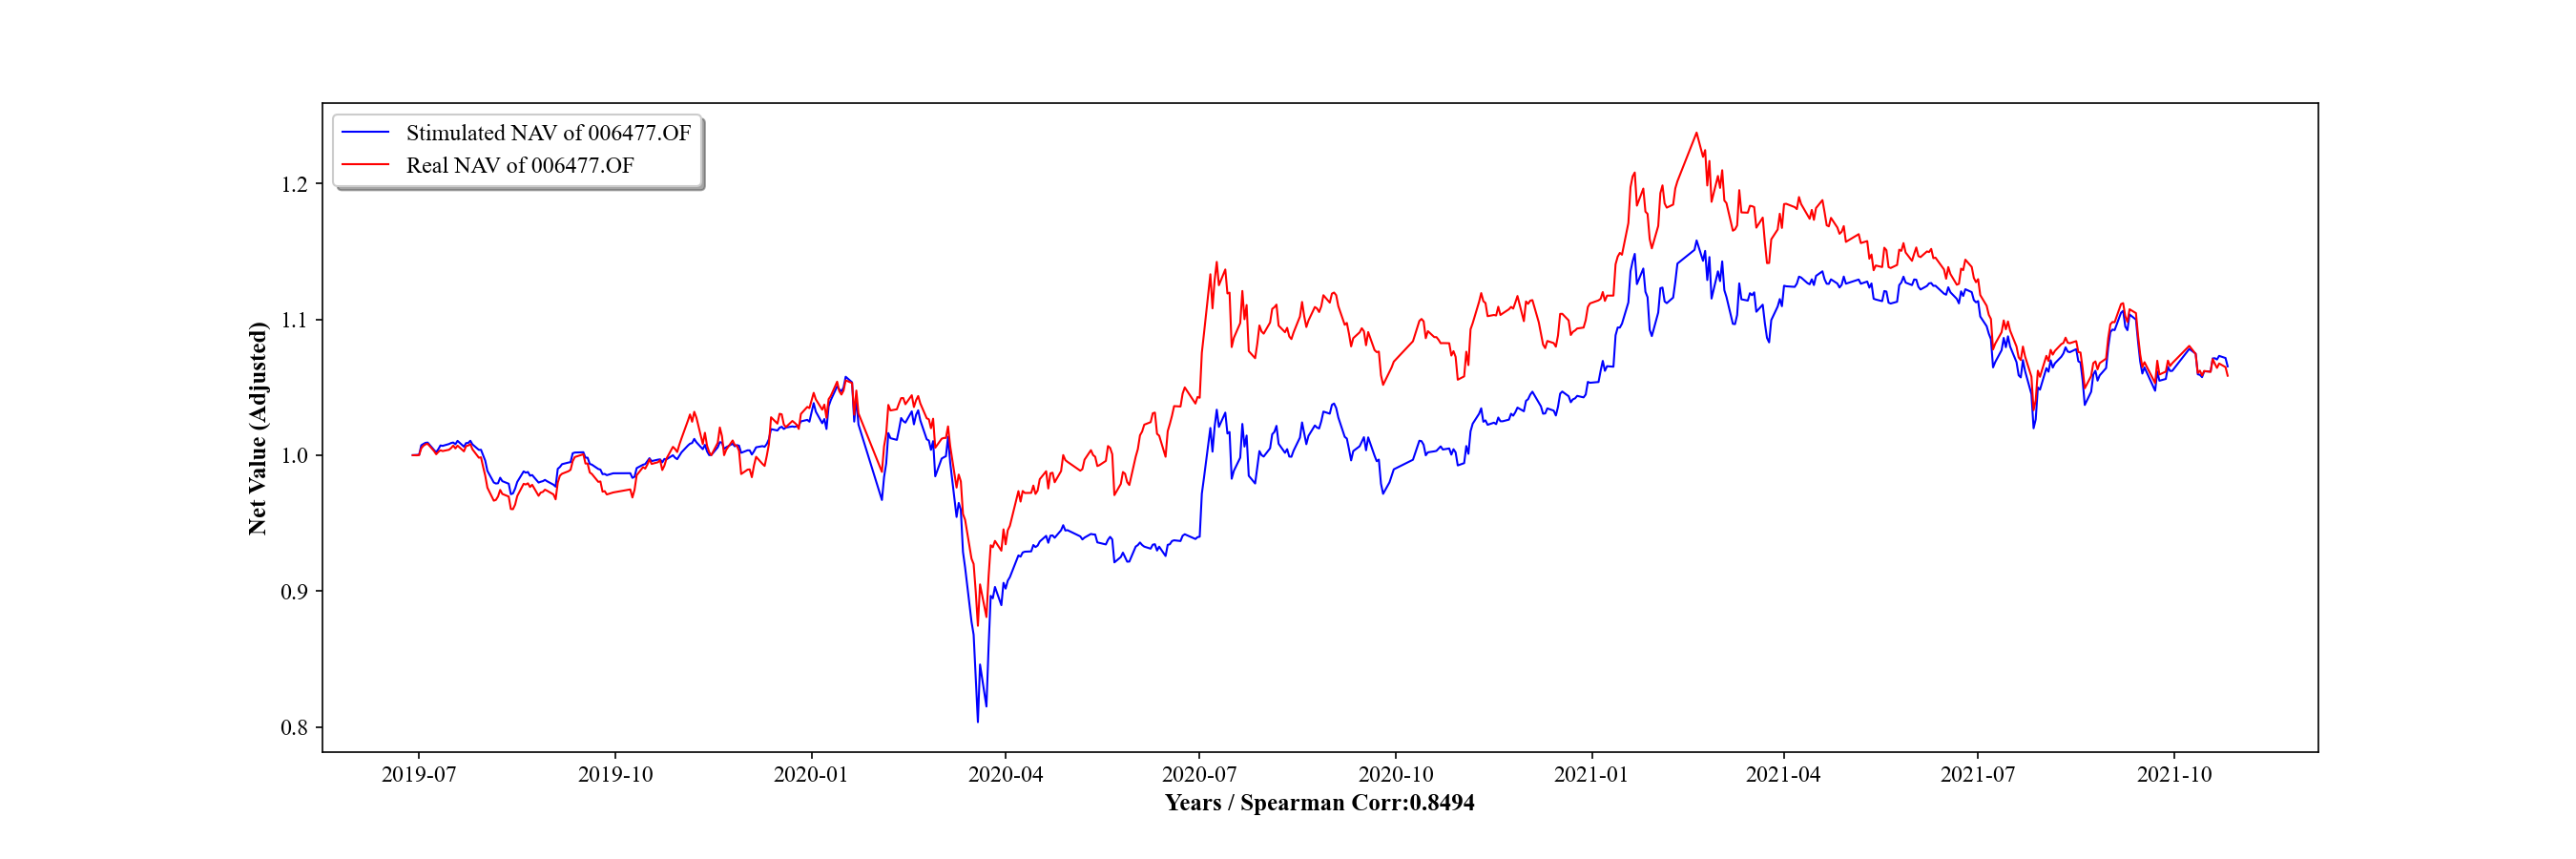 Stimulated NAV of 006477.OF
Real NAV of 006477.OF
Net Value (Adjusted)
1.2
1.1
1.0
0.9
0.8
2019-07 2019-10 2020-01 2020-04 2020-07 2020-10 2021-01 2021-04 2021-07 2021-10
Years / Spearman Corr:0.8494